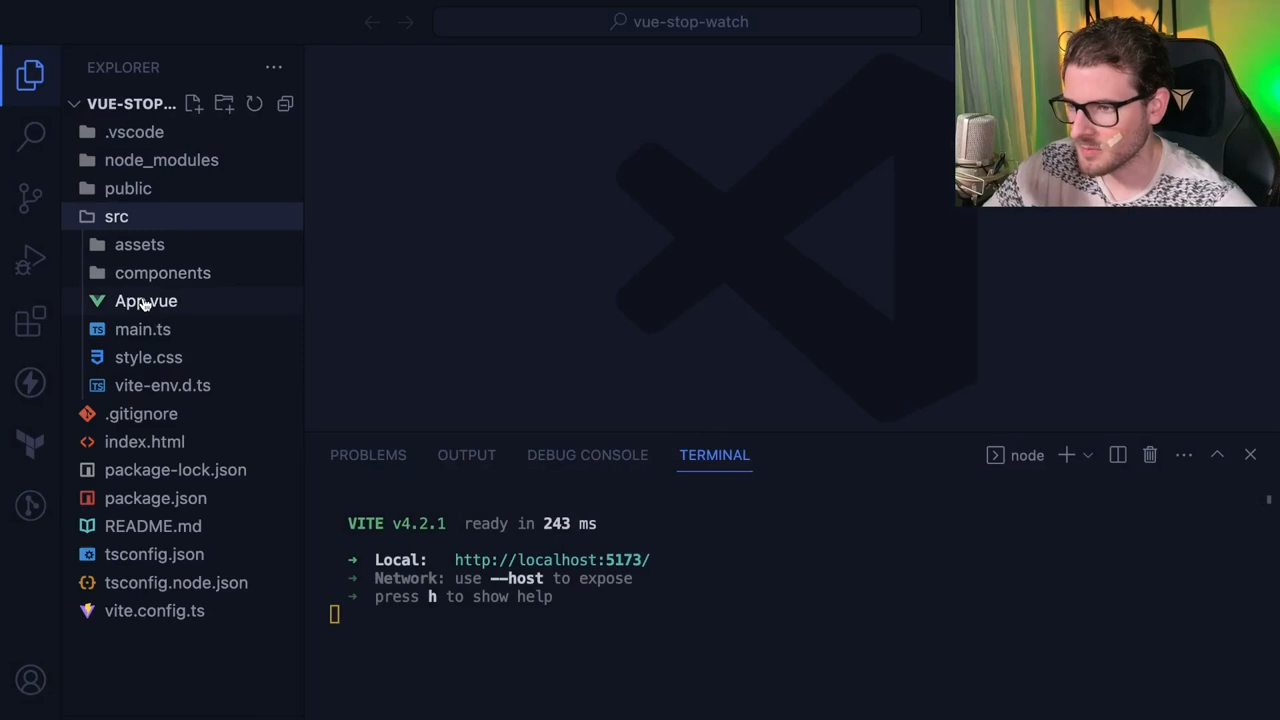 vue-stop-watch
EXPLORER
VUE-STOP...
.vscode
node_modules
public
src
assets
components
App.vue
TS main.ts
style.css
TS vite-env.d.ts
.gitignore
index.html
package-lock.json
package.json
README.md
tsconfig.json
tsconfig.node.json
vite.config.ts
PROBLEMS OUTPUT DEBUG CONSOLE TERMINAL node
VITE v4.2.1 ready in 243 ms
➜ Local: http://localhost:5173/
➜ Network: use --host to expose
➜ press h to show help